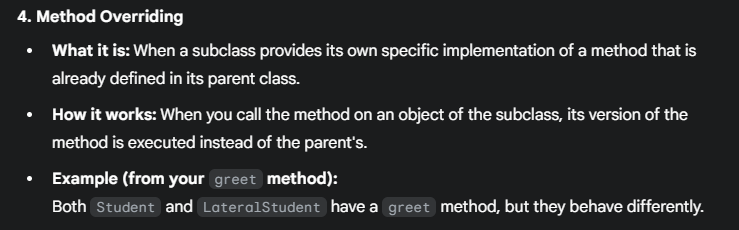 4. Method Overriding
• What it is: When a subclass provides its own specific implementation of a method that is
already defined in its parent class.
• How it works: When you call the method on an object of the subclass, its version of the
method is executed instead of the parent's.
• Example (from your greet method):
Both Student and LateralStudent have a greet method, but they behave differently.